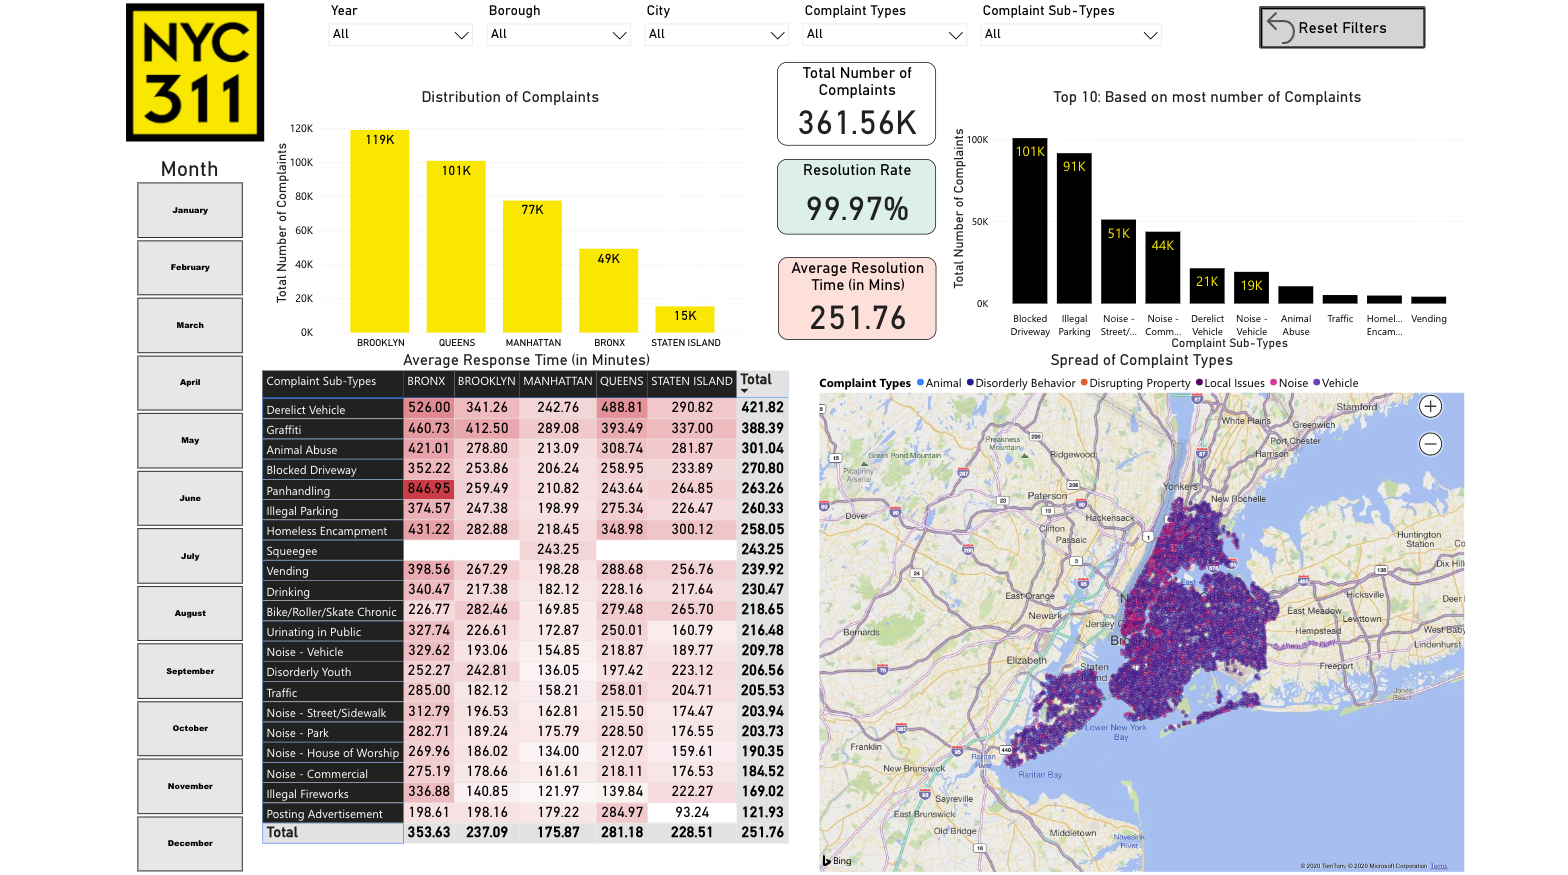 NYC
311
Year
All
Borough
All
City
All
Complaint Types
All
Complaint Sub-Types
All
Reset Filters
Month
January
February
March
April
May
June
July
August
September
October
November
December
Distribution of Complaints
Total Number of Complaints
120K
100K
80K
60K
40K
20K
0K
119K
101K
77K
49K
15K
BROOKLYN QUEENS MANHATTAN BRONX STATEN ISLAND
Total Number of
Complaints
361.56K
Resolution Rate
99.97%
Average Resolution
Time (in Mins)
251.76
Top 10: Based on most number of Complaints
Total Number of Complaints
100K
50K
0K
101K
91K
51K
44K
21K
19K
Blocked Driveway
Illegal Parking
Noise - Street/...
Noise - Comm...
Derelict Vehicle
Noise - Vehicle
Animal Abuse
Traffic
Homel... Encam...
Vending
Complaint Sub-Types
Average Response Time (in Minutes)
Complaint Sub-Types BRONX BROOKLYN MANHATTAN QUEENS STATEN ISLAND Total
Derelict Vehicle 526.00 341.26 242.76 488.81 290.82 421.82
Graffiti 460.73 412.50 289.08 393.49 337.00 388.39
Animal Abuse 421.01 278.80 213.09 308.74 281.87 301.04
Blocked Driveway 352.22 253.86 206.24 258.95 233.89 270.80
Panhandling 846.95 259.49 210.82 243.64 264.85 263.26
Illegal Parking 374.57 247.38 198.99 275.34 226.47 260.33
Homeless Encampment 431.22 282.88 218.45 348.98 300.12 258.05
Squeegee 243.25 243.25
Vending 398.56 267.29 198.28 288.68 256.76 239.92
Drinking 340.47 217.38 182.12 228.16 217.64 230.47
Bike/Roller/Skate Chronic 226.77 282.46 169.85 279.48 265.70 218.65
Urinating in Public 327.74 226.61 172.87 250.01 160.79 216.48
Noise - Vehicle 329.62 193.06 154.85 218.87 189.77 209.78
Disorderly Youth 252.27 242.81 136.05 197.42 223.12 206.56
Traffic 285.00 182.12 158.21 258.01 204.71 205.53
Noise - Street/Sidewalk 312.79 196.53 162.81 215.50 174.47 203.94
Noise - Park 282.71 189.24 175.79 228.50 176.55 203.73
Noise - House of Worship 269.96 186.02 134.00 212.07 159.61 190.35
Noise - Commercial 275.19 178.66 161.61 218.11 176.53 184.52
Illegal Fireworks 336.88 140.85 121.97 139.84 222.27 169.02
Posting Advertisement 198.61 198.16 179.22 284.97 93.24 121.93
Total 353.63 237.09 175.87 281.18 228.51 251.76
Spread of Complaint Types
Complaint Types Animal Disorderly Behavior Disrupting Property Local Issues Noise Vehicle
Stamford
White Plains
Greenwich
Port Chester
Harrison
Preakness
Mountain
Ridgewood
Green Pond Mountain
Picatinny
Arsenal
Yonkers
New Rochelle
Paterson
Hackensack
Dover
Clifton
Passaic
Huntington
Station
Dix Hill
East Orange
Newark
Jersey
Hicksville
Deer
East Meadow
Levittown
Hempstead
West Baby
Lindenhurst
Freeport
Bernards
Elizabeth
Staten
Jones
Beach
Lower New York
Bay
Franklin
New Brunswick
Raritan
River
Raritan Bay
Sayreville
East Brunswick
Old Bridge
Middletown
Navesink
River
Bing
© 2020 TomTom, © 2020 Microsoft Corporation Terms